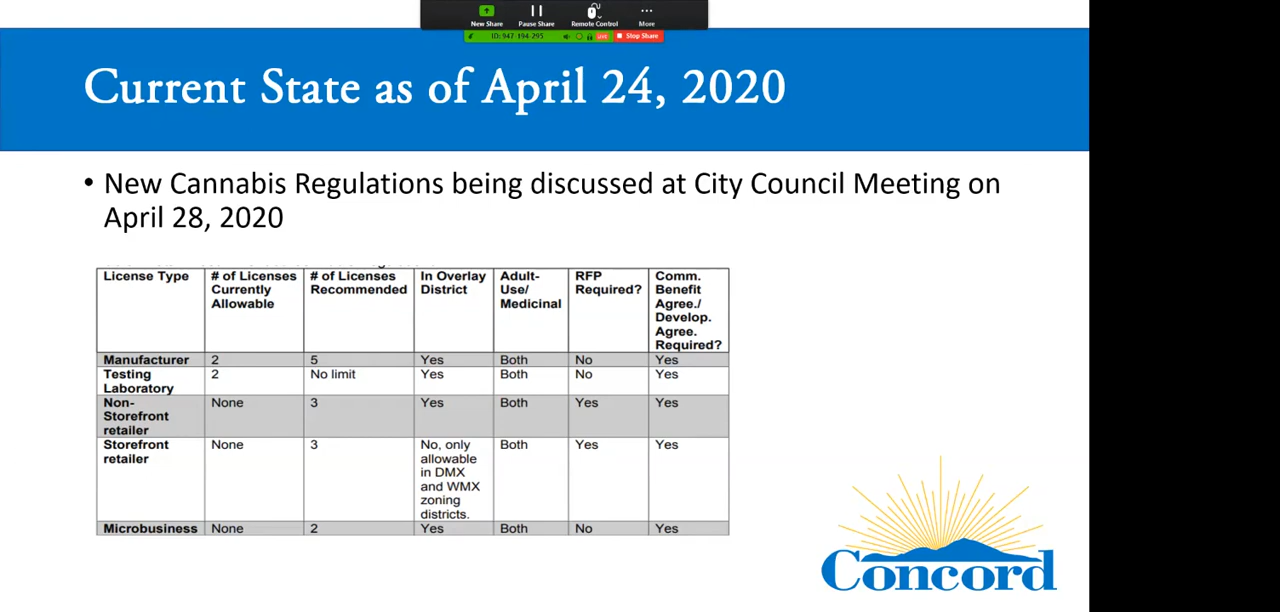 New Share
Pause Share
Remote Control
More
ID: 947-194-295
LIVE
Stop Share
Current State as of April 24, 2020
• New Cannabis Regulations being discussed at City Council Meeting on
April 28, 2020
License Type | # of Licenses Currently Allowable | # of Licenses Recommended | In Overlay District | Adult-Use/ Medicinal | RFP Required? | Comm. Benefit Agree./ Develop. Agree. Required?
Manufacturer | 2 | 5 | Yes | Both | No | Yes
Testing Laboratory | 2 | No limit | Yes | Both | No | Yes
Non-Storefront retailer | None | 3 | Yes | Both | Yes | Yes
Storefront retailer | None | 3 | No, only allowable in DMX and WMX zoning districts. | Both | Yes | Yes
Microbusiness | None | 2 | Yes | Both | No | Yes
Concord